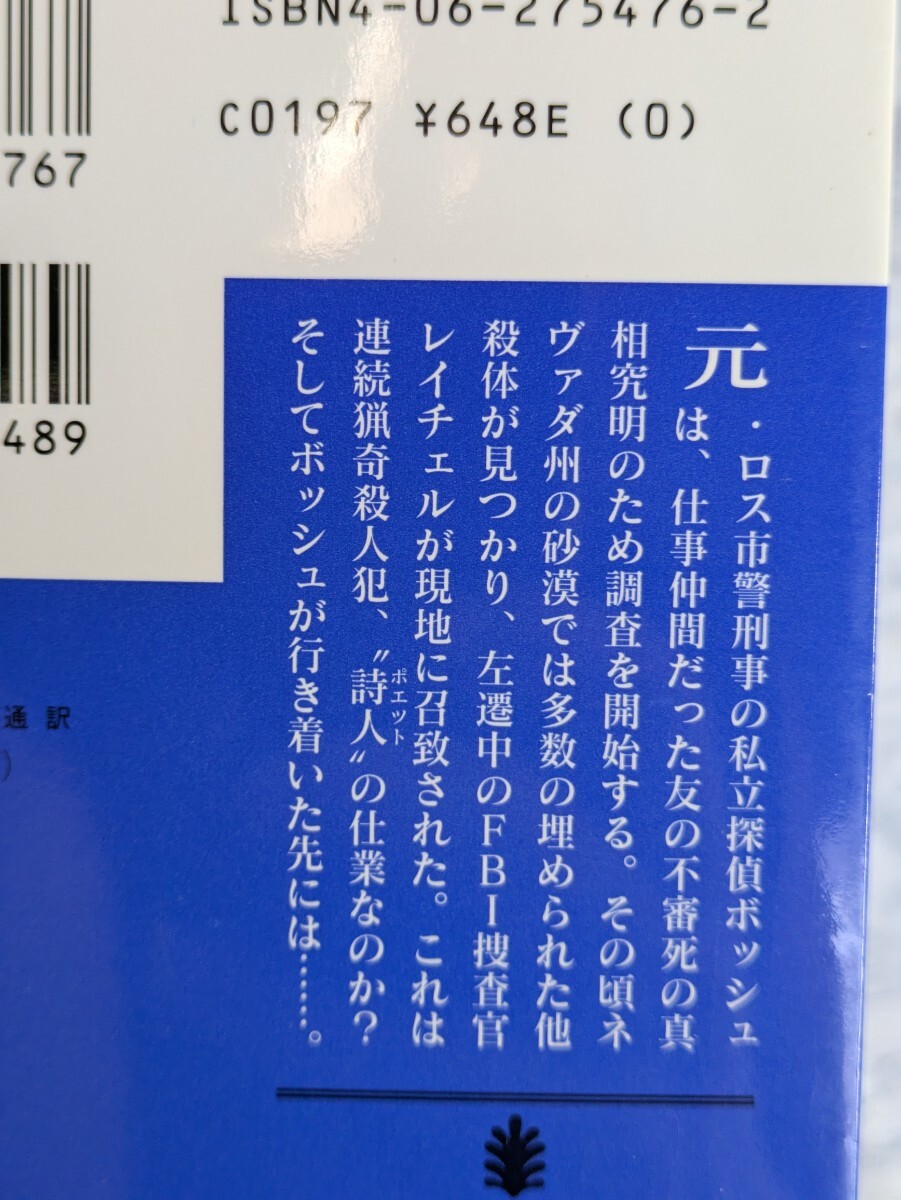 ISBN4-06-275476-2
C0197 ¥648E (0)
767
489
元・ロス市警刑事の私立探偵ボッシュ
は、仕事仲間だった友の不審死の真
相究明のため調査を開始する。その頃ネ
ヴァダ州の砂漠では多数の埋められた他
殺体が見つかり、左遷中のFBI捜査官
レイチェルが現地に召致された。これは
連続猟奇殺人犯、〝詩人〟の仕業なのか?
ポエット
そしてボッシュが行き着いた先には……。
通訳
)